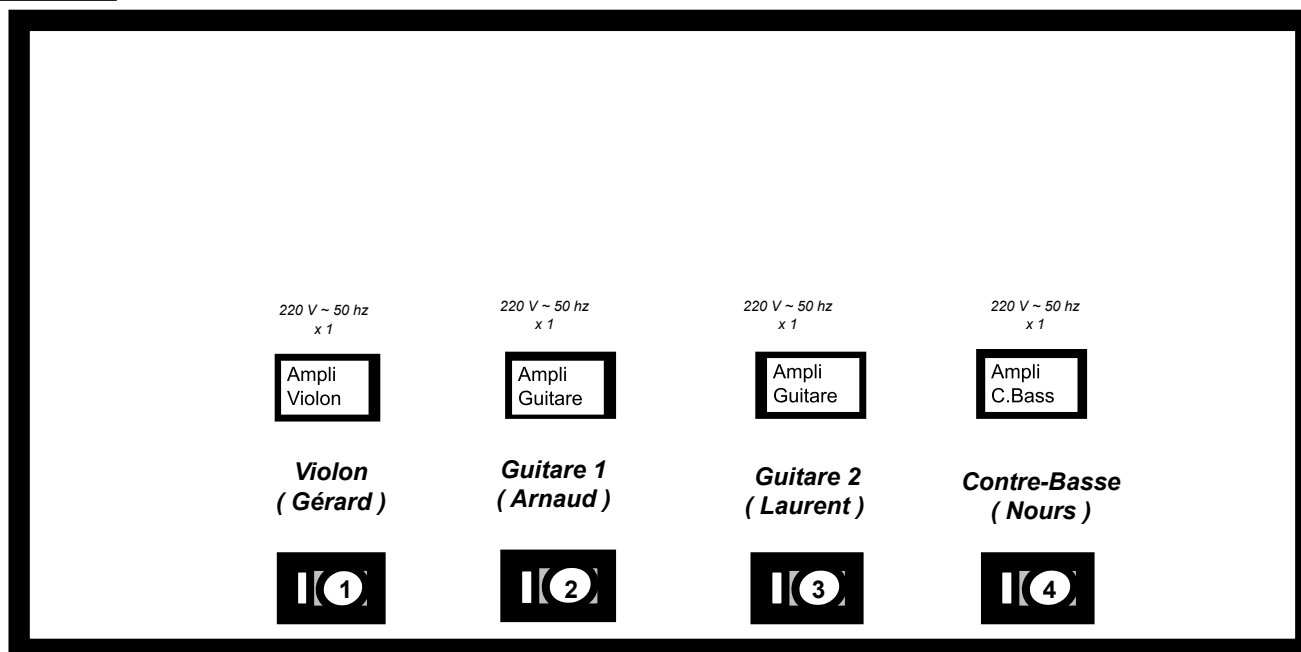 220 V ~ 50 hz
x 1
220 V ~ 50 hz
x 1
220 V ~ 50 hz
x 1
220 V ~ 50 hz
x 1
Ampli
Violon
Ampli
Guitare
Ampli
Guitare
Ampli
C.Bass
Violon
( Gérard )
Guitare 1
( Arnaud )
Guitare 2
( Laurent )
Contre-Basse
( Nours )
1
2
3
4